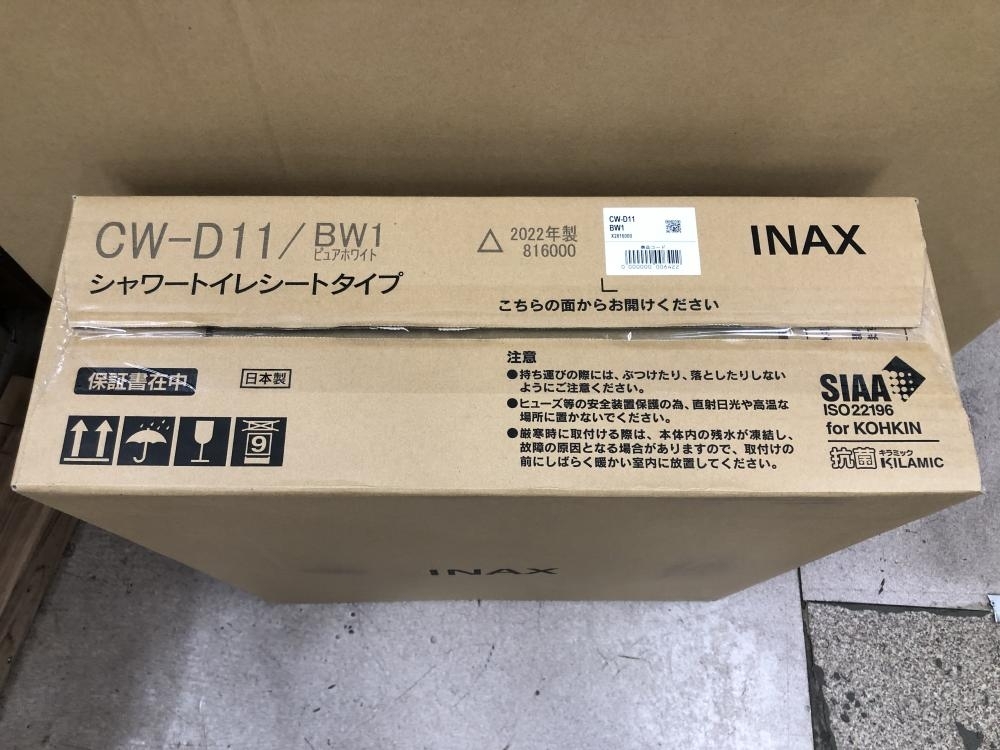 CW-D11/BW1
ピュアホワイト
シャワートイレシートタイプ
2022年製
816000
CW-D11
BW1
X2816000
商品コード
0 000000 006422
INAX
こちらの面からお開けください
保証書在中
日本製
9
注意
●持ち運びの際には、ぶつけたり、落としたりしない
ようにご注意ください。
●ヒューズ等の安全装置保護の為、直射日光や高温な
場所に置かないでください。
●厳寒時に取付ける際は、本体内の残水が凍結し、
故障の原因となる場合がありますので、取付けの
前にしばらく暖かい室内に放置してください。
SIAA
ISO22196
for KOHKIN
抗菌 キラミック
KILAMIC
INAX